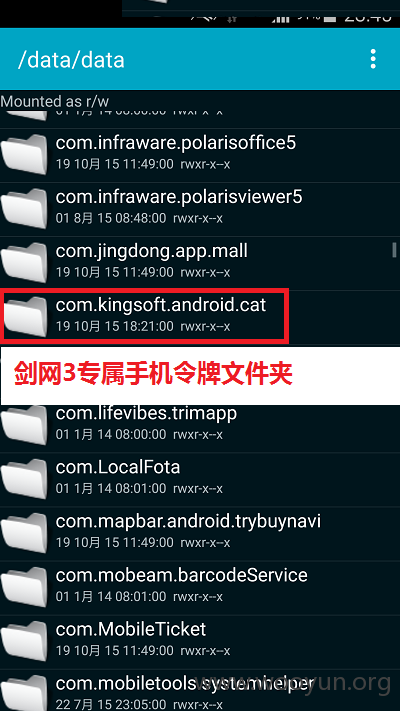 /data/data
Mounted as r/w
com.infraware.polarisoffice5
19 10月 15 11:49:00 rwxr-x--x
com.infraware.polarisviewer5
01 8月 15 08:48:00 rwxr-x--x
com.jingdong.app.mall
19 10月 15 11:49:00 rwxr-x--x
com.kingsoft.android.cat
19 10月 15 18:21:00 rwxr-x--x
剑网3专属手机令牌文件夹
com.lifevibes.trimapp
01 1月 14 08:00:00 rwxr-x--x
com.LocalFota
01 1月 14 08:01:00 rwxr-x--x
com.mapbar.android.trybuynavi
19 10月 15 11:49:00 rwxr-x--x
com.mobeam.barcodeService
01 1月 14 08:01:00 rwxr-x--x
com.MobileTicket
19 10月 15 11:49:00 rwxr-x--x
com.mobiletools.systemhelper
22 7月 15 23:05:00 rwxr-x--x
www.wooyun.org